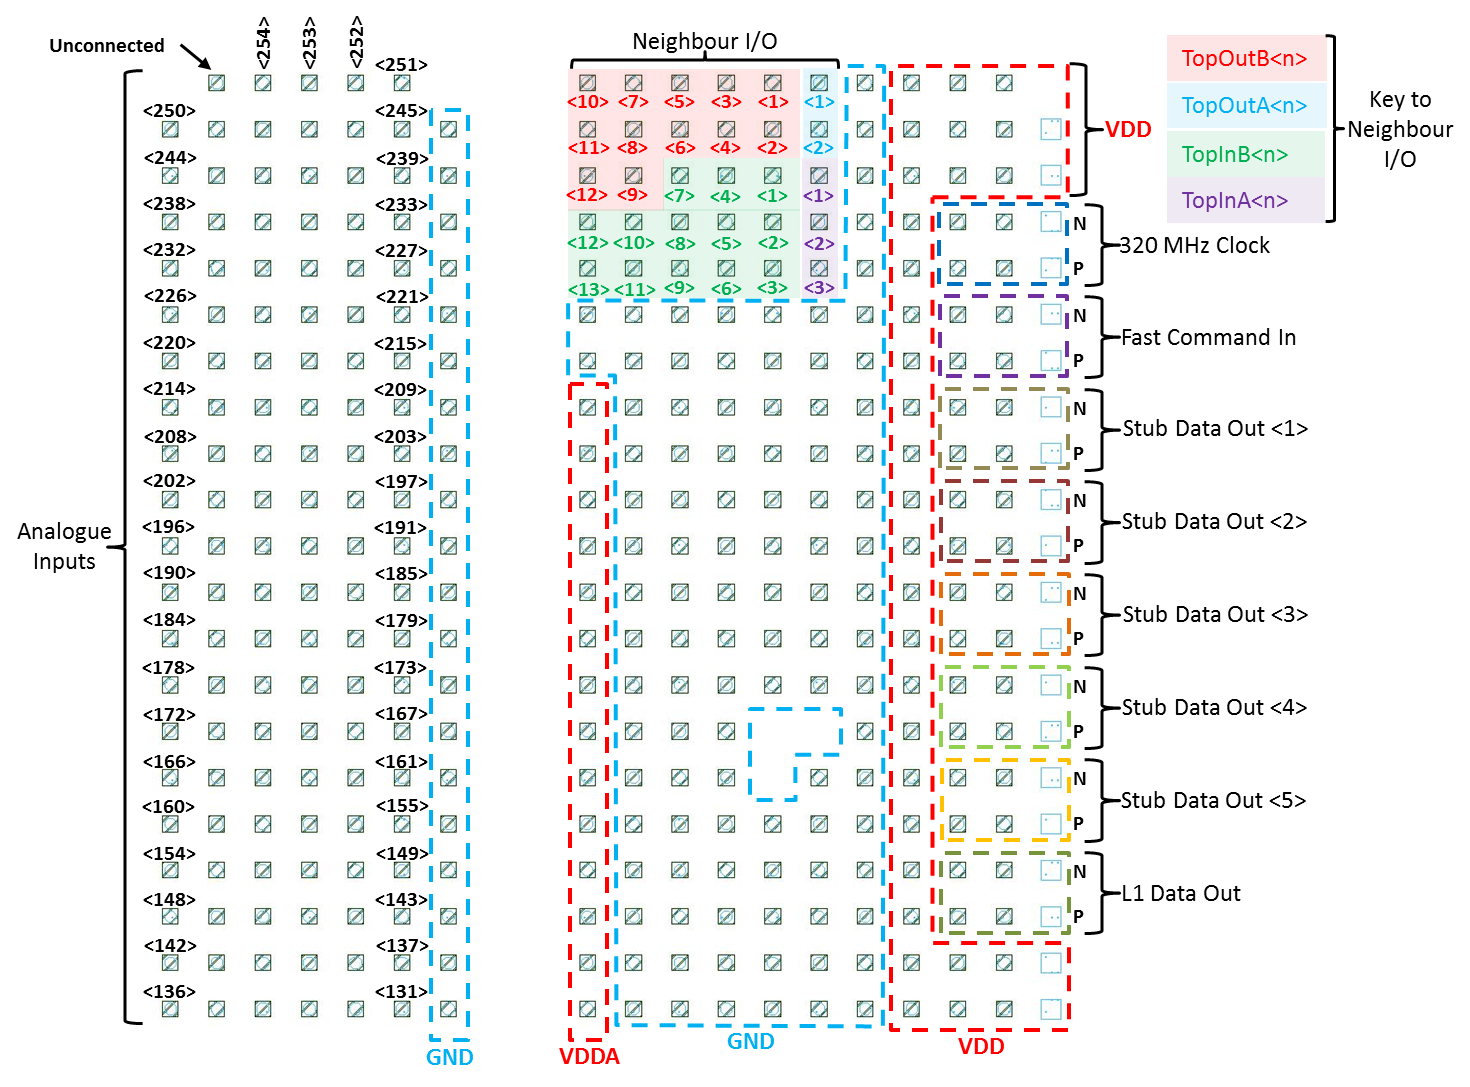 Unconnected
<254>
<253>
<252>
<251>
Neighbour I/O
<250>
<245>
<244>
<239>
<238>
<233>
<232>
<227>
<226>
<221>
<220>
<215>
<214>
<209>
<208>
<203>
<202>
<197>
<196>
<191>
<190>
<185>
<184>
<179>
<178>
<173>
<172>
<167>
<166>
<161>
<160>
<155>
<154>
<149>
<148>
<143>
<142>
<137>
<136>
<131>
Analogue
Inputs
GND
<10> <7> <5> <3> <1> <1>
<11> <8> <6> <4> <2> <2>
<12> <9> <7> <4> <1> <1>
<12> <10> <8> <5> <2> <2>
<13> <11> <9> <6> <3> <3>
VDDA
GND
VDD
VDD
N
P
320 MHz Clock
N
P
Fast Command In
N
P
Stub Data Out <1>
N
P
Stub Data Out <2>
N
P
Stub Data Out <3>
N
P
Stub Data Out <4>
N
P
Stub Data Out <5>
N
P
L1 Data Out
TopOutB<n>
TopOutA<n>
TopInB<n>
TopInA<n>
Key to
Neighbour
I/O